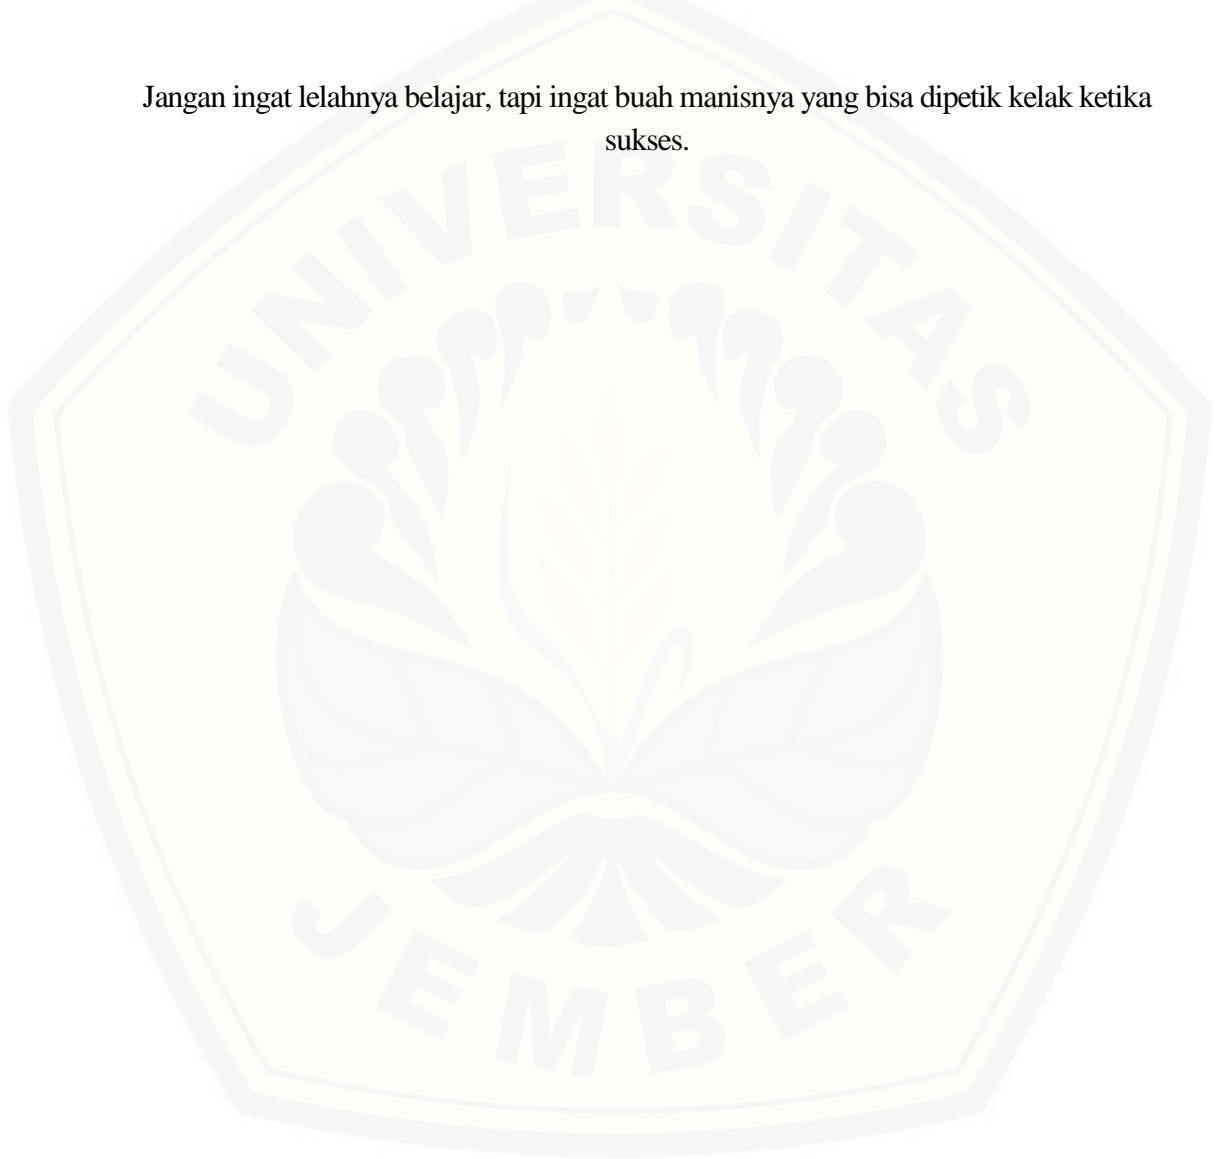 Jangan ingat lelahnya belajar, tapi ingat buah manisnya yang bisa dipetik kelak ketika
sukses.
UNIVERSITAS
JEMBER